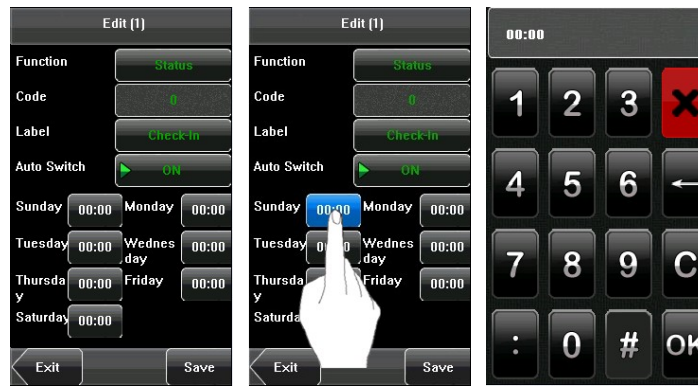 Edit (1)
Function Status
Code 0
Label Check-In
Auto Switch ON
Sunday 00:00 Monday 00:00
Tuesday 00:00 Wednes
day 00:00
Thursda
y 00:00 Friday 00:00
Saturday 00:00
Exit Save
Edit (1)
Function Status
Code 0
Label Check-In
Auto Switch ON
Sunday 00:00 Monday 00:00
Tuesday Wednes
day 00:00
Thursda
y Friday 00:00
Saturda
Exit Save
00:00
1 2 3
4 5 6 ←
7 8 9 C
: 0 # OK